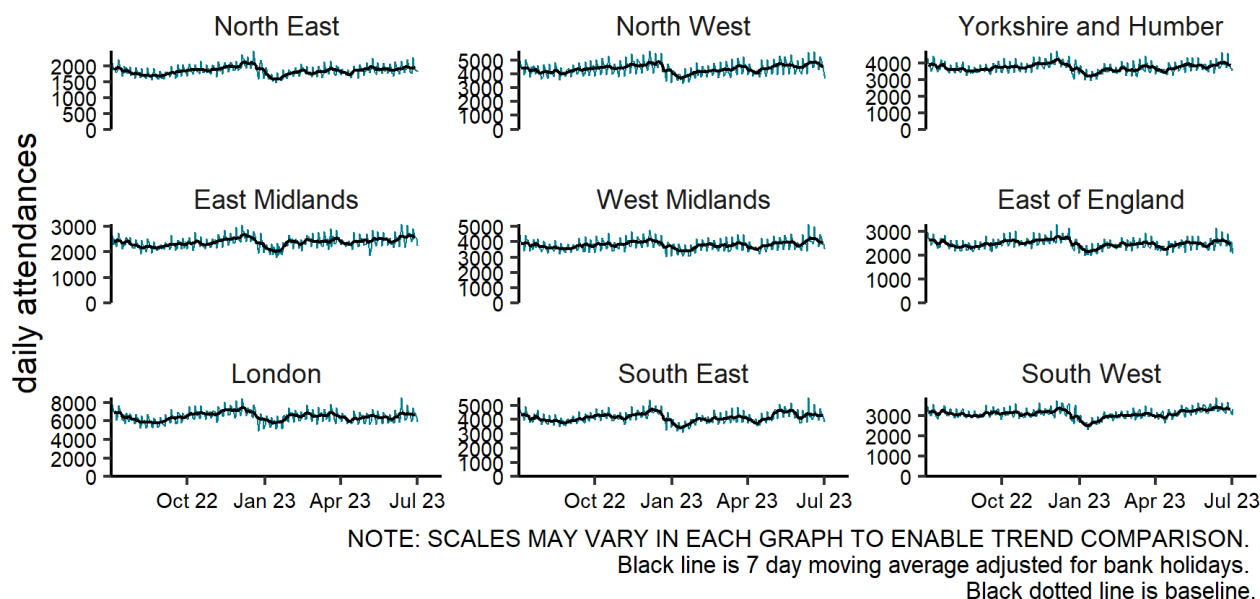 daily attendances
North East
2000
1500
1000
500
0
North West
5000
4000
3000
2000
1000
0
Yorkshire and Humber
4000
3000
2000
1000
0
East Midlands
3000
2000
1000
0
West Midlands
5000
4000
3000
2000
1000
0
East of England
3000
2000
1000
0
London
8000
6000
4000
2000
0
Oct 22 Jan 23 Apr 23 Jul 23
South East
5000
4000
3000
2000
1000
0
Oct 22 Jan 23 Apr 23 Jul 23
South West
3000
2000
1000
0
Oct 22 Jan 23 Apr 23 Jul 23
NOTE: SCALES MAY VARY IN EACH GRAPH TO ENABLE TREND COMPARISON.
Black line is 7 day moving average adjusted for bank holidays.
Black dotted line is baseline.